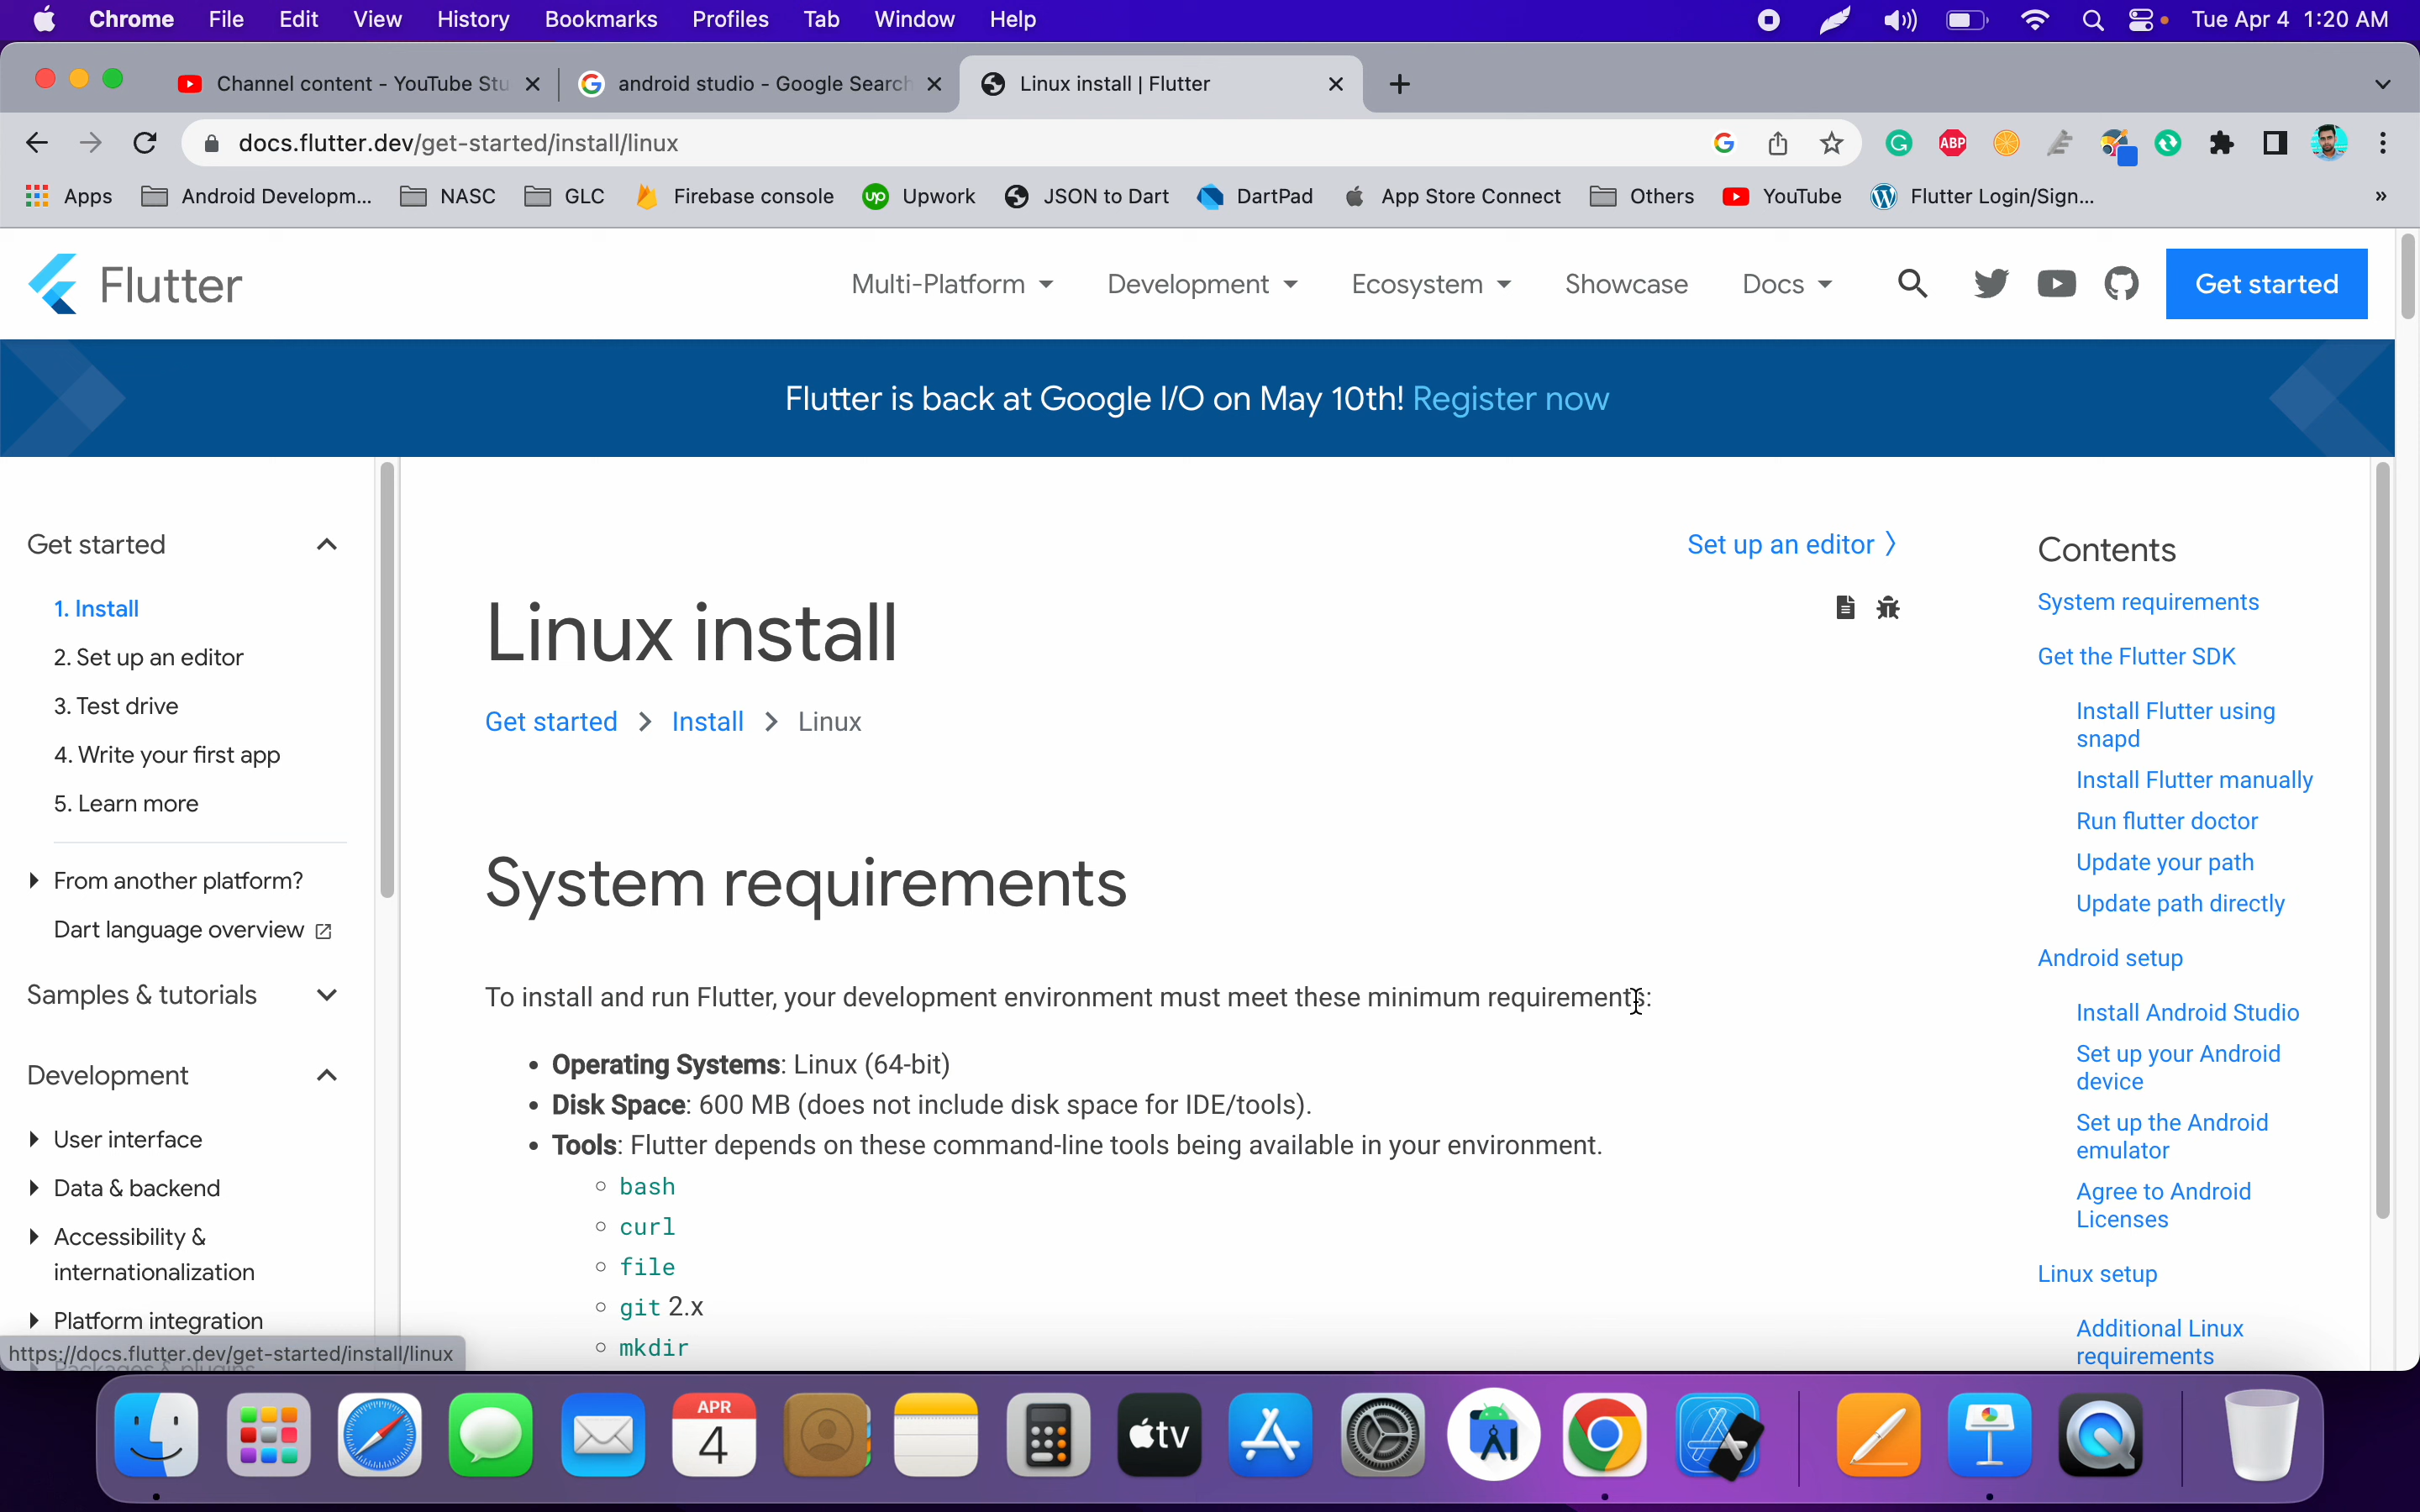 Chrome File Edit View History Bookmarks Profiles Tab Window Help Tue Apr 4 1:20 AM
Channel content - YouTube Stu android studio - Google Search Linux install | Flutter
docs.flutter.dev/get-started/install/linux
ABP
Apps Android Developm... NASC GLC Firebase console up Upwork JSON to Dart DartPad App Store Connect Others YouTube Flutter Login/Sign... »
Flutter Multi-Platform Development Ecosystem Showcase Docs Get started
Flutter is back at Google I/O on May 10th! Register now
Get started
1. Install
2. Set up an editor
3. Test drive
4. Write your first app
5. Learn more
From another platform?
Dart language overview
Samples & tutorials
Development
User interface
Data & backend
Accessibility &
internationalization
Platform integration
Packages & plugins
https://docs.flutter.dev/get-started/install/linux
Set up an editor
Linux install
Get started > Install > Linux
System requirements
To install and run Flutter, your development environment must meet these minimum requirements:
• Operating Systems: Linux (64-bit)
• Disk Space: 600 MB (does not include disk space for IDE/tools).
• Tools: Flutter depends on these command-line tools being available in your environment.
bash
curl
file
git 2.x
mkdir
Contents
System requirements
Get the Flutter SDK
Install Flutter using
snapd
Install Flutter manually
Run flutter doctor
Update your path
Update path directly
Android setup
Install Android Studio
Set up your Android
device
Set up the Android
emulator
Agree to Android
Licenses
Linux setup
Additional Linux
requirements
APR
4
tv